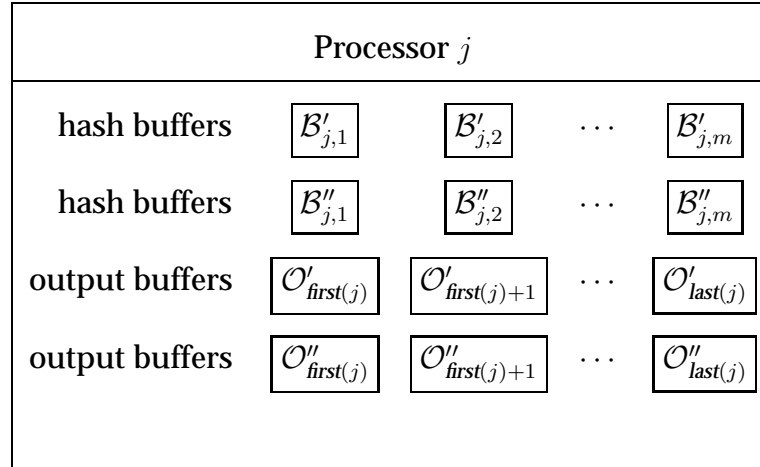 Processor j
hash buffers B′j,1 B′j,2 ··· B′j,m
hash buffers B″j,1 B″j,2 ··· B″j,m
output buffers O′first(j) O′first(j)+1 ··· O′last(j)
output buffers O″first(j) O″first(j)+1 ··· O″last(j)